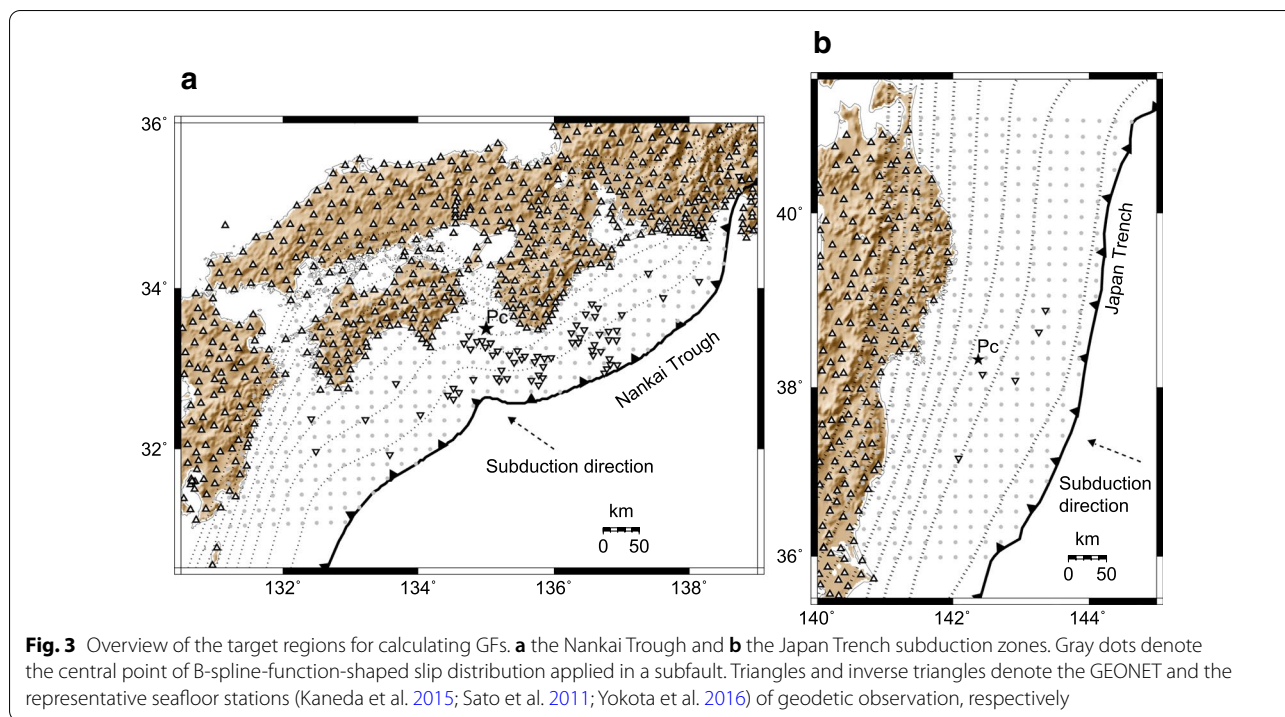 a
36˚
34˚
32˚
132˚
134˚
136˚
138˚
Pc
Nankai Trough
Subduction direction
km
0 50
b
40˚
38˚
36˚
140˚
142˚
144˚
Pc
Japan Trench
Subduction
direction
km
0 50
Fig. 3 Overview of the target regions for calculating GFs. a the Nankai Trough and b the Japan Trench subduction zones. Gray dots denote
the central point of B-spline-function-shaped slip distribution applied in a subfault. Triangles and inverse triangles denote the GEONET and the
representative seafloor stations (Kaneda et al. 2015; Sato et al. 2011; Yokota et al. 2016) of geodetic observation, respectively